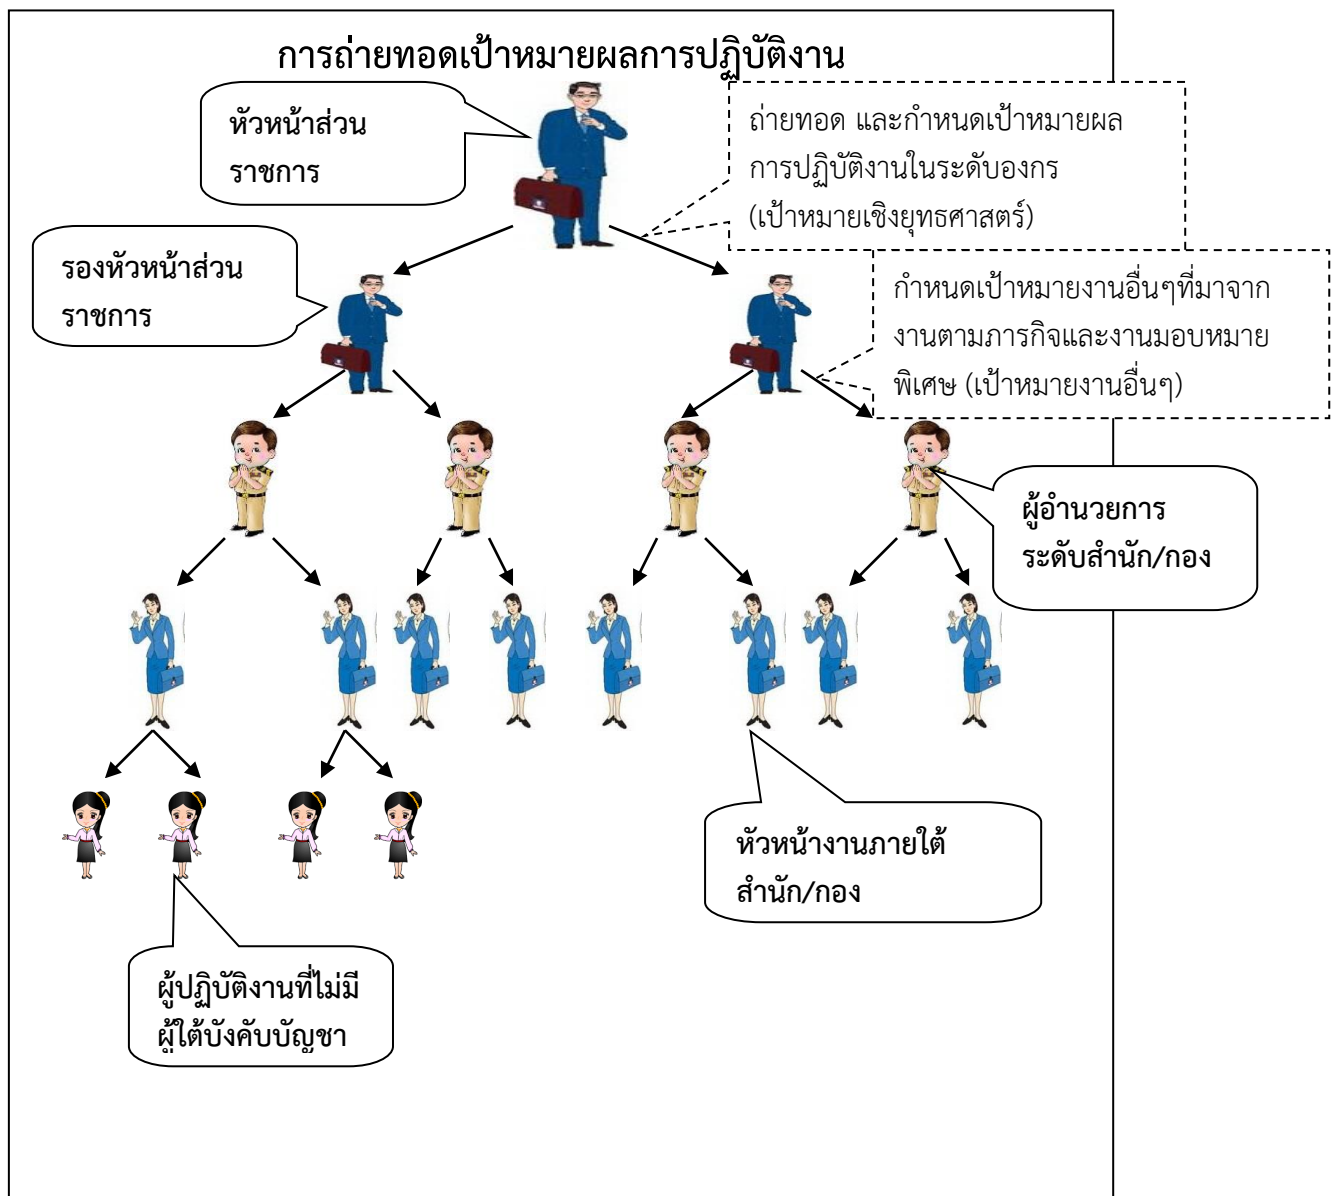 การถ่ายทอดเป้าหมายผลการปฏิบัติงาน
หัวหน้าส่วน
ราชการ
ถ่ายทอด และกำหนดเป้าหมายผล
การปฏิบัติงานในระดับองกร
(เป้าหมายเชิงยุทธศาสตร์)
รองหัวหน้าส่วน
ราชการ
กำหนดเป้าหมายงานอื่นๆที่มาจาก
งานตามภารกิจและงานมอบหมาย
พิเศษ (เป้าหมายงานอื่นๆ)
ผู้อำนวยการ
ระดับสำนัก/กอง
หัวหน้างานภายใต้
สำนัก/กอง
ผู้ปฏิบัติงานที่ไม่มี
ผู้ใต้บังคับบัญชา